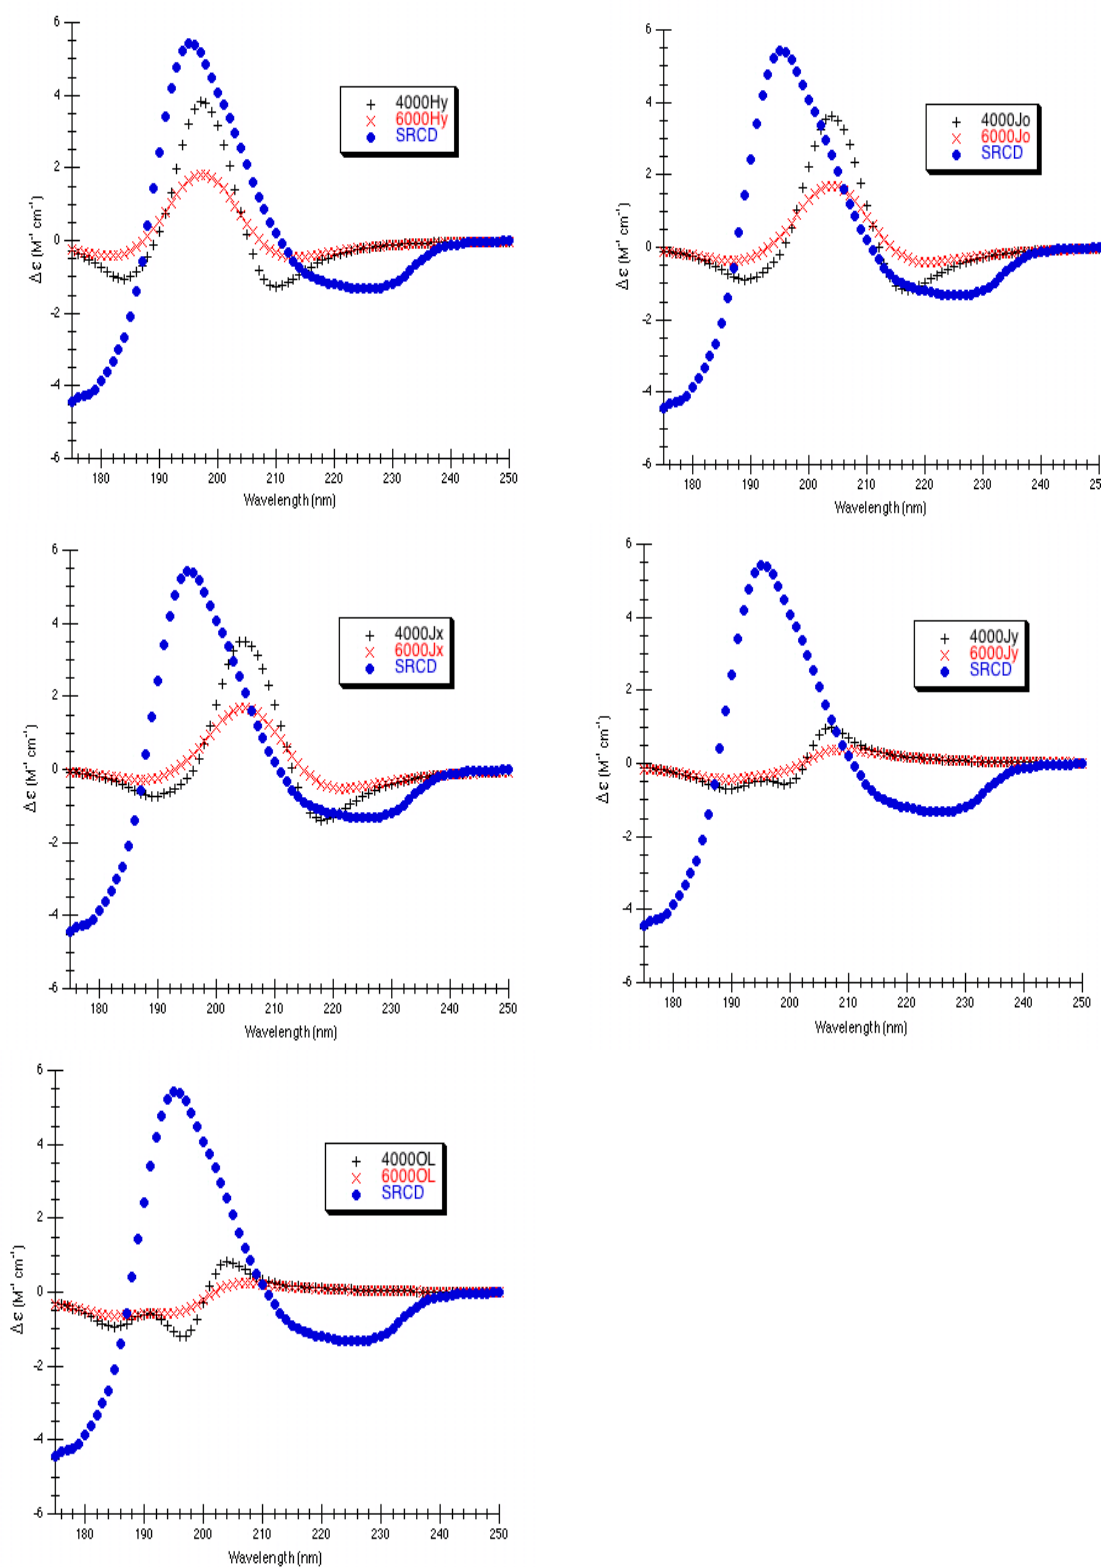 6
4
2
0
-2
-4
-6
Δε (M⁻¹ cm⁻¹)
4000Hy
6000Hy
SRCD
180 190 200 210 220 230 240 250
Wavelength (nm)
6
4
2
0
-2
-4
-6
Δε (M⁻¹ cm⁻¹)
4000Jo
6000Jo
SRCD
180 190 200 210 220 230 240 250
Wavelength (nm)
6
4
2
0
-2
-4
-6
Δε (M⁻¹ cm⁻¹)
4000Jx
6000Jx
SRCD
180 190 200 210 220 230 240 250
Wavelength (nm)
6
4
2
0
-2
-4
-6
Δε (M⁻¹ cm⁻¹)
4000Jy
6000Jy
SRCD
180 190 200 210 220 230 240 250
Wavelength (nm)
6
4
2
0
-2
-4
-6
Δε (M⁻¹ cm⁻¹)
4000OL
6000OL
SRCD
180 190 200 210 220 230 240 250
Wavelength (nm)